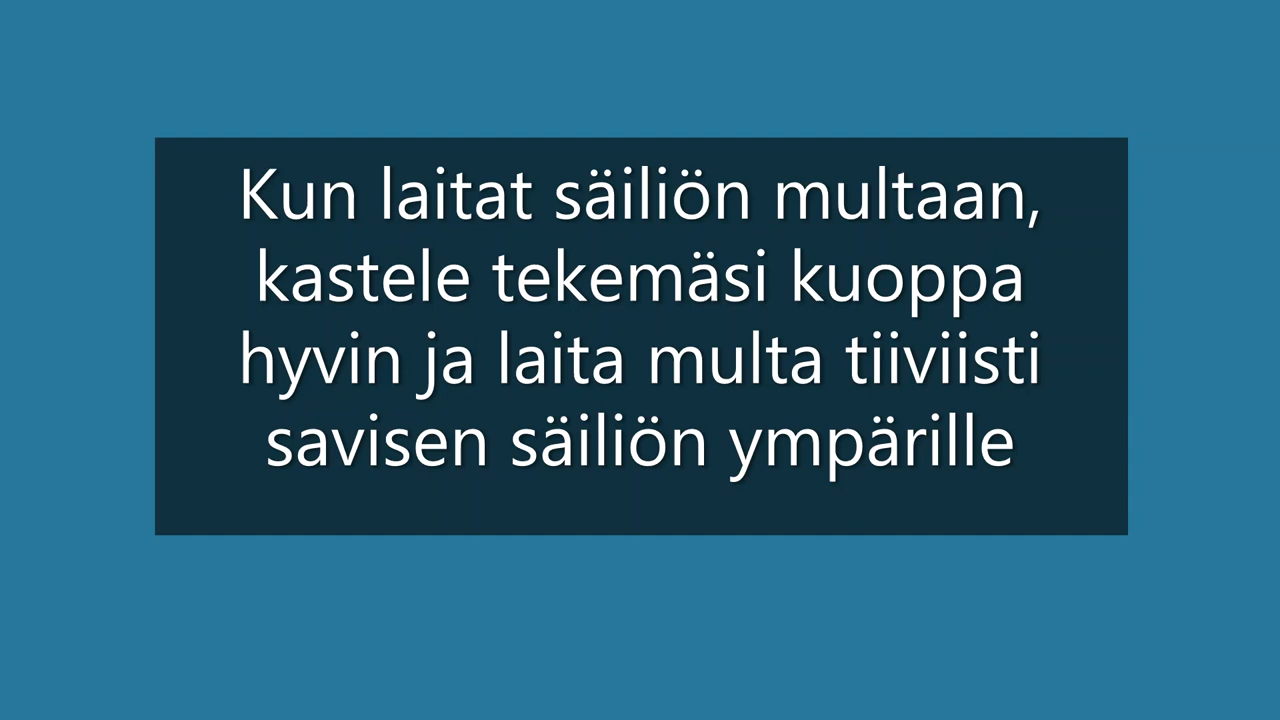 Kun laitat säiliön multaan,
kastele tekemäsi kuoppa
hyvin ja laita multa tiiviisti
savisen säiliön ympärille